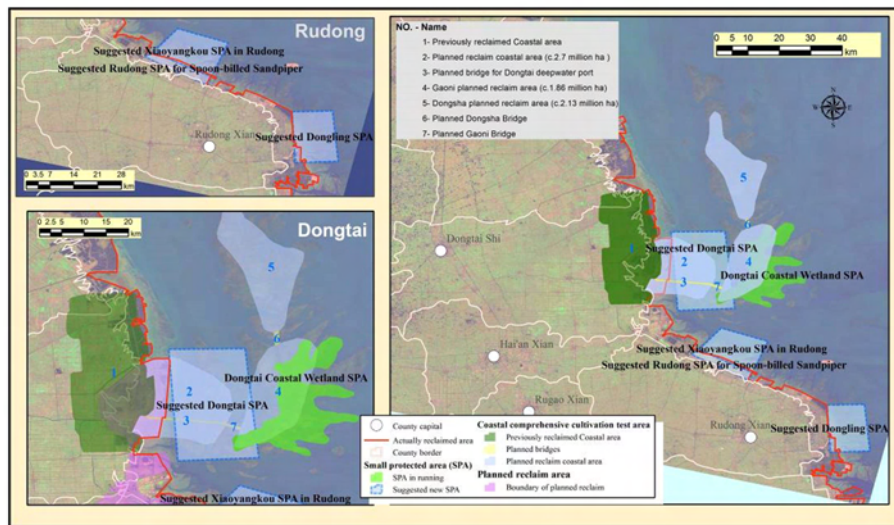 Rudong
Suggested Xiaoyangkou SPA in Rudong
Suggested Rudong SPA for Spoon-billed Sandpiper
Suggested Dongling SPA
Rudong Xian
0 3.5 7 14 21 28
km
0 2.5 5 10 15 20
km
Dongtai
5
6
1
Dongtai Coastal Wetland SPA
2
4
Suggested Dongtai SPA
3
7
Suggested Xiaoyangkou SPA in Rudong
NO. - Name
1- Previously reclaimed Coastal area
2- Planned reclaim coastal area (c.2.7 million ha )
3- Planned bridge for Dongtai deepwater port
4- Gaoni planned reclaim area (c.1.86 million ha)
5- Dongsha planned reclaim area (c.2.13 million ha)
6- Planned Dongsha Bridge
7- Planned Gaoni Bridge
0 5 10 20 30 40
km
N
W E
S
5
6
Dongtai Shi
1
Suggested Dongtai SPA
2
4
Dongtai Coastal Wetland SPA
3
7
Hai'an Xian
Suggested Xiaoyangkou SPA in Rudong
Suggested Rudong SPA for Spoon-billed Sandpiper
Rugao Xian
Rudong Xian
Suggested Dongling SPA
County capital
Actually reclaimed area
County border
Small protected area (SPA)
SPA in running
Suggested new SPA
Coastal comprehensive cultivation test area
Previously reclaimed Coastal area
Planned bridges
Planned reclaim coastal area
Planned reclaim area
Boundary of planned reclaim